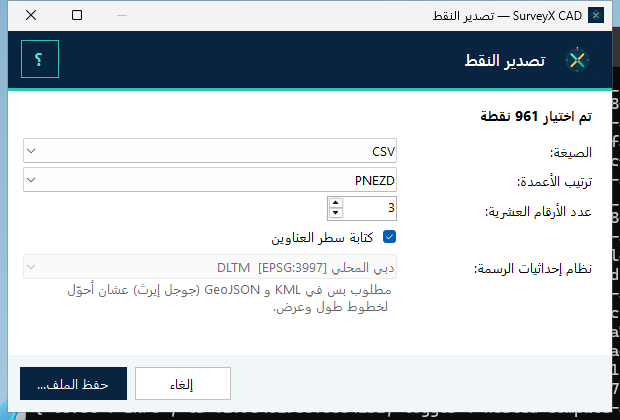 SurveyX CAD — تصدير النقط
تصدير النقط
؟
تم اختيار 961 نقطة
الصيغة:
CSV
ترتيب الأعمدة:
PNEZD
عدد الأرقام العشرية:
3
كتابة سطر العناوين
نظام إحداثيات الرسمة:
دبي المحلي DLTM [EPSG:3997]
مطلوب بس في KML و GeoJSON (جوجل إيرث) عشان أحوّل
لخطوط طول وعرض.
إلغاء
حفظ الملف...